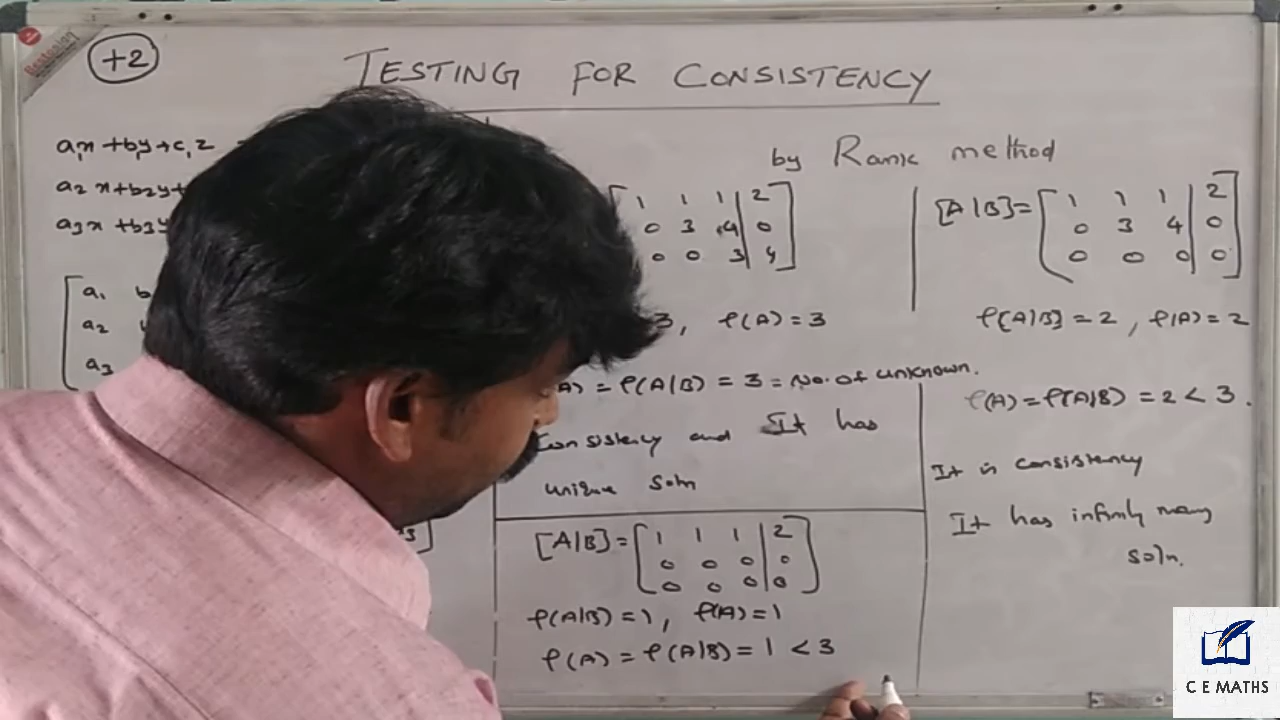 +2
TESTING FOR CONSISTENCY
by Rank method
a₁x + b₁y + c₁z
a₂x + b₂y +
a₃x + b₃y
a₁ b
a₂
a₃
1 1 1 | 2
0 3 4 | 0
0 0 3 | 4
3, ρ(A) = 3
A) = ρ(A|B) = 3 = No. of unknown.
Consistency and It has
unique soln
[A|B] = 1 1 1 | 2
0 0 0 | 0
0 0 0 | 0
ρ(A|B) = 1, ρ(A) = 1
ρ(A) = ρ(A|B) = 1 < 3
[A|B] = 1 1 1 | 2
0 3 4 | 0
0 0 0 | 0
ρ[A|B] = 2, ρ(A) = 2
ρ(A) = ρ(A|B) = 2 < 3.
It is consistency
It has infinly many
soln.
C E MATHS